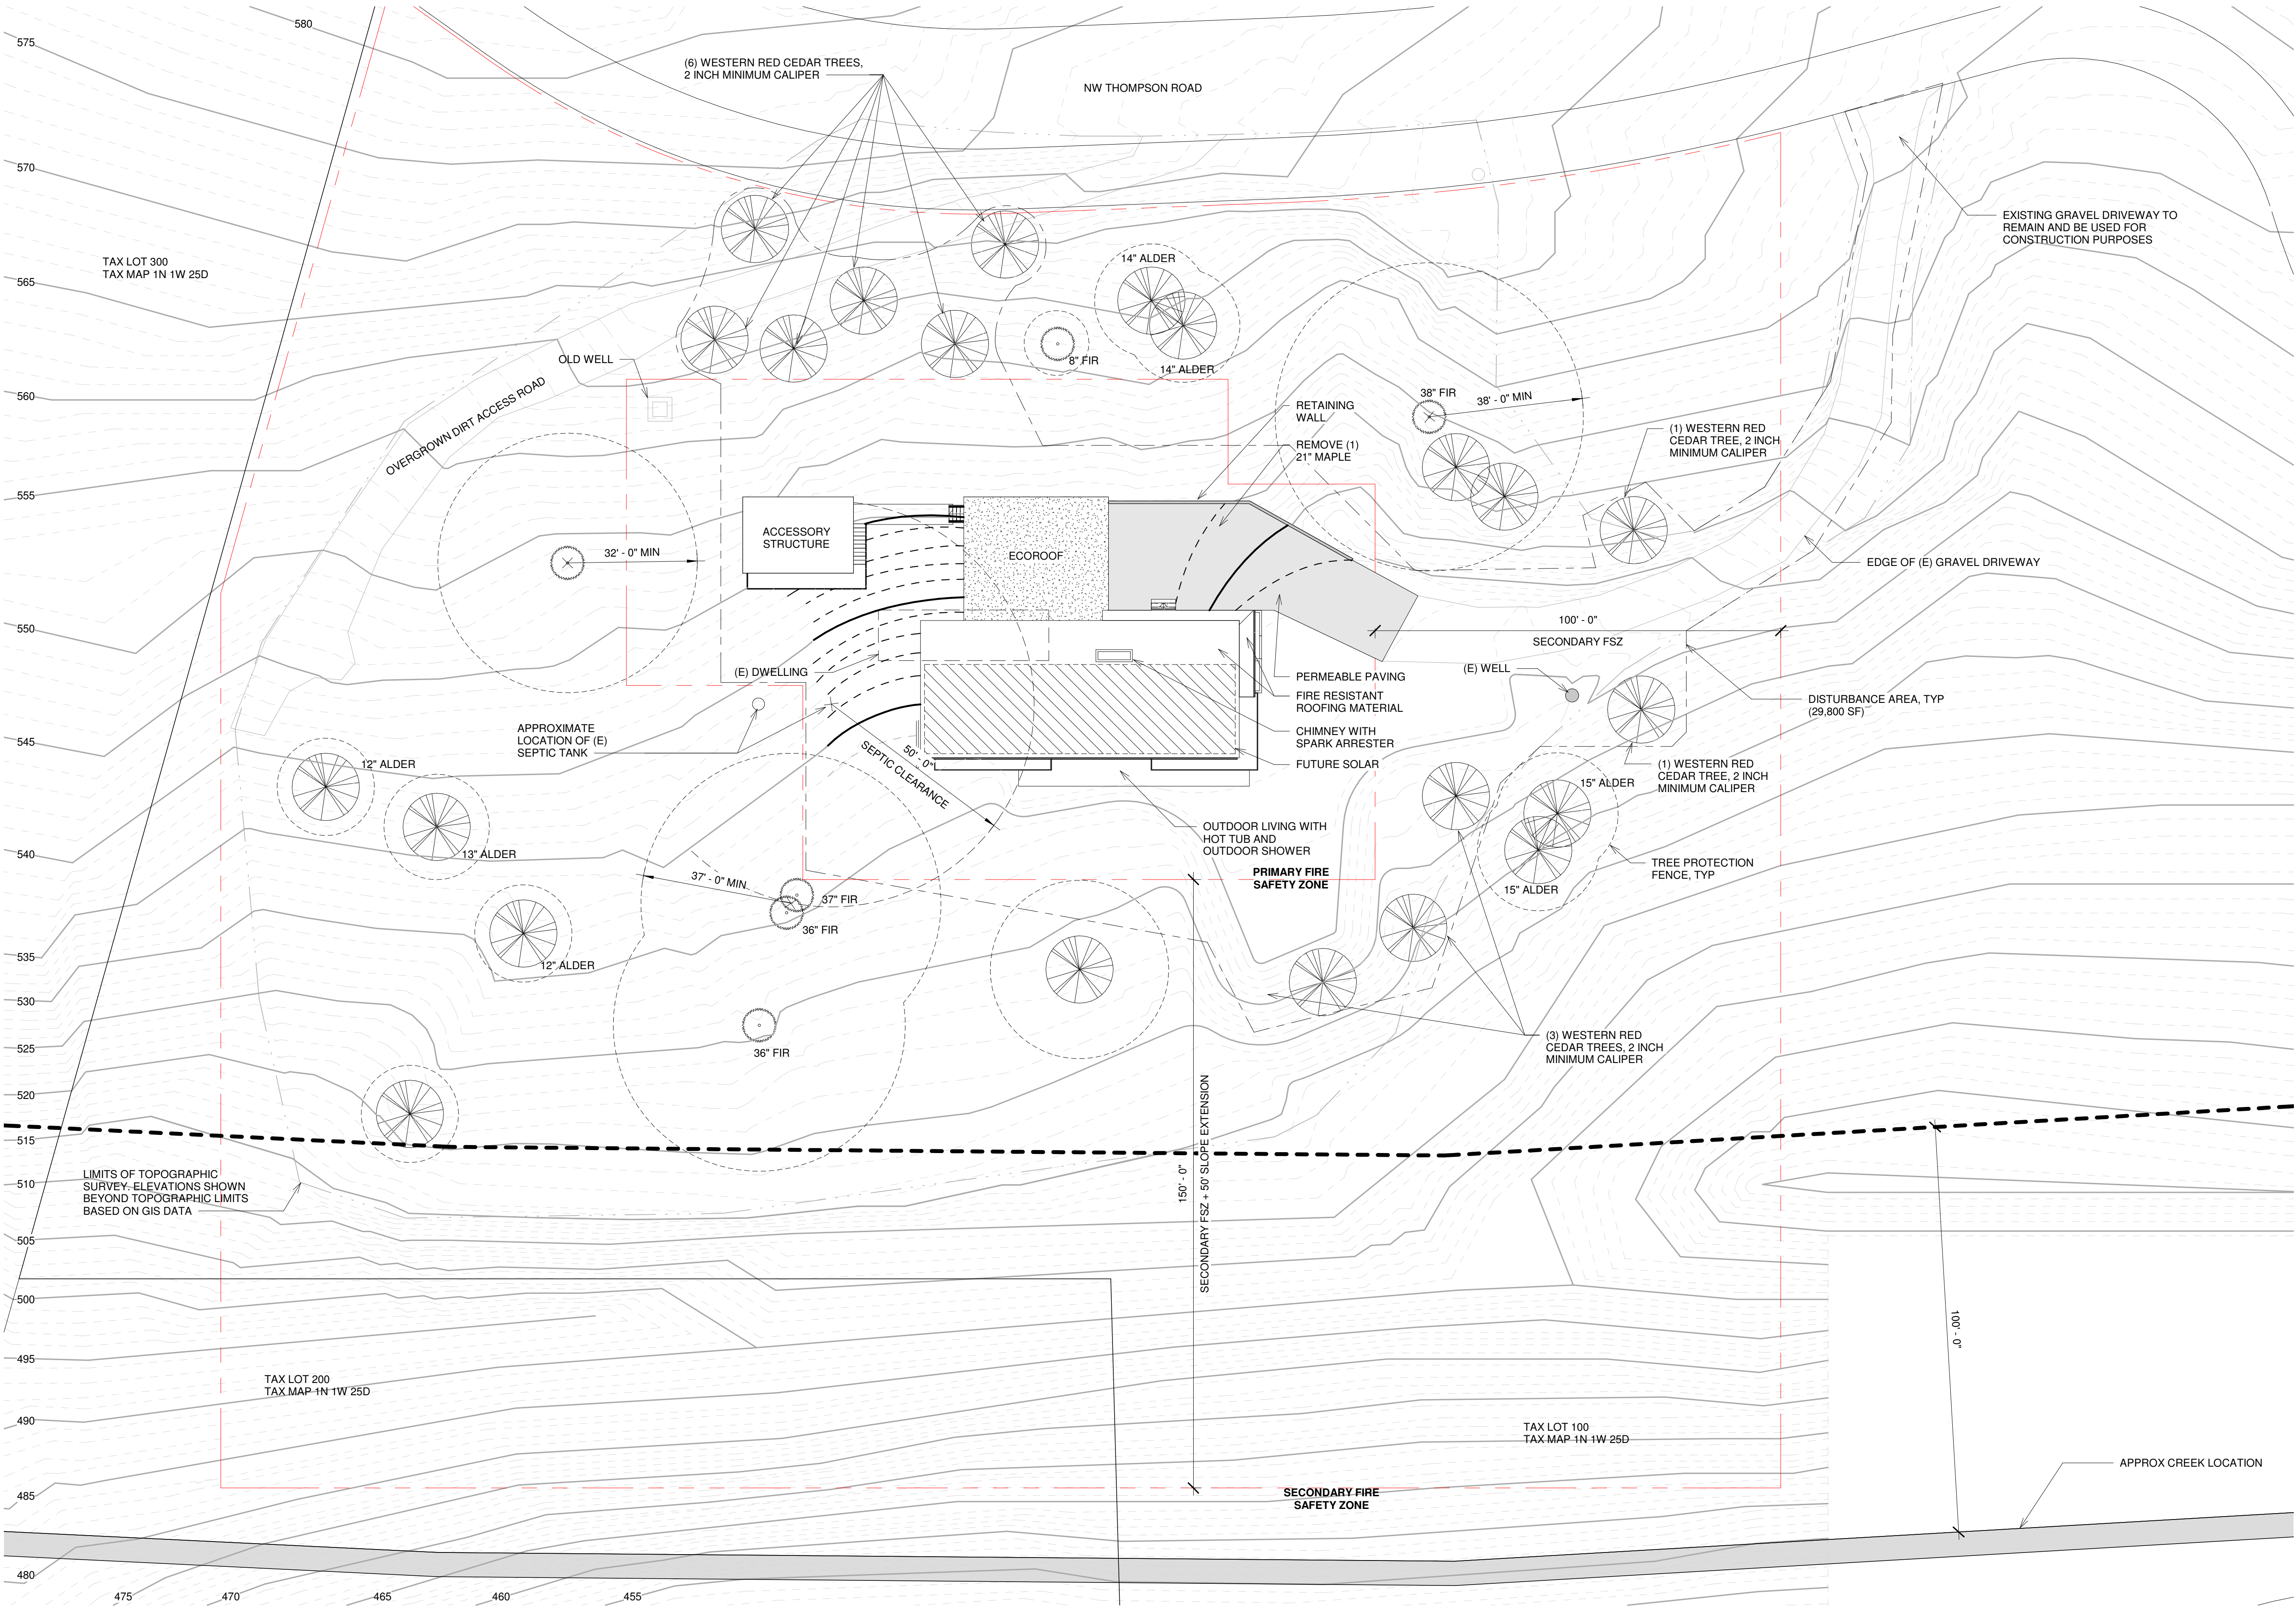 580
575
(6) WESTERN RED CEDAR TREES,
2 INCH MINIMUM CALIPER
NW THOMPSON ROAD
570
EXISTING GRAVEL DRIVEWAY TO
REMAIN AND BE USED FOR
CONSTRUCTION PURPOSES
TAX LOT 300
TAX MAP 1N 1W 25D
14" ALDER
565
OLD WELL
8" FIR
14" ALDER
OVERGROWN DIRT ACCESS ROAD
560
38" FIR
38' - 0" MIN
RETAINING
WALL
(1) WESTERN RED
CEDAR TREE, 2 INCH
MINIMUM CALIPER
REMOVE (1)
21" MAPLE
555
ACCESSORY
STRUCTURE
32' - 0" MIN
ECOROOF
EDGE OF (E) GRAVEL DRIVEWAY
550
100' - 0"
SECONDARY FSZ
(E) DWELLING
(E) WELL
PERMEABLE PAVING
FIRE RESISTANT
ROOFING MATERIAL
DISTURBANCE AREA, TYP
(29,800 SF)
545
APPROXIMATE
LOCATION OF (E)
SEPTIC TANK
50' - 0"
SEPTIC CLEARANCE
CHIMNEY WITH
SPARK ARRESTER
FUTURE SOLAR
12" ALDER
(1) WESTERN RED
CEDAR TREE, 2 INCH
MINIMUM CALIPER
15" ALDER
OUTDOOR LIVING WITH
HOT TUB AND
OUTDOOR SHOWER
540
13" ALDER
TREE PROTECTION
FENCE, TYP
PRIMARY FIRE
SAFETY ZONE
37' - 0" MIN
15" ALDER
37" FIR
36" FIR
535
12" ALDER
530
525
36" FIR
(3) WESTERN RED
CEDAR TREES, 2 INCH
MINIMUM CALIPER
520
515
510
LIMITS OF TOPOGRAPHIC
SURVEY. ELEVATIONS SHOWN
BEYOND TOPOGRAPHIC LIMITS
BASED ON GIS DATA
150' - 0"
SECONDARY FSZ + 50' SLOPE EXTENSION
505
500
100' - 0"
495
TAX LOT 200
TAX MAP 1N 1W 25D
490
TAX LOT 100
TAX MAP 1N 1W 25D
APPROX CREEK LOCATION
485
SECONDARY FIRE
SAFETY ZONE
480
475
470
465
460
455